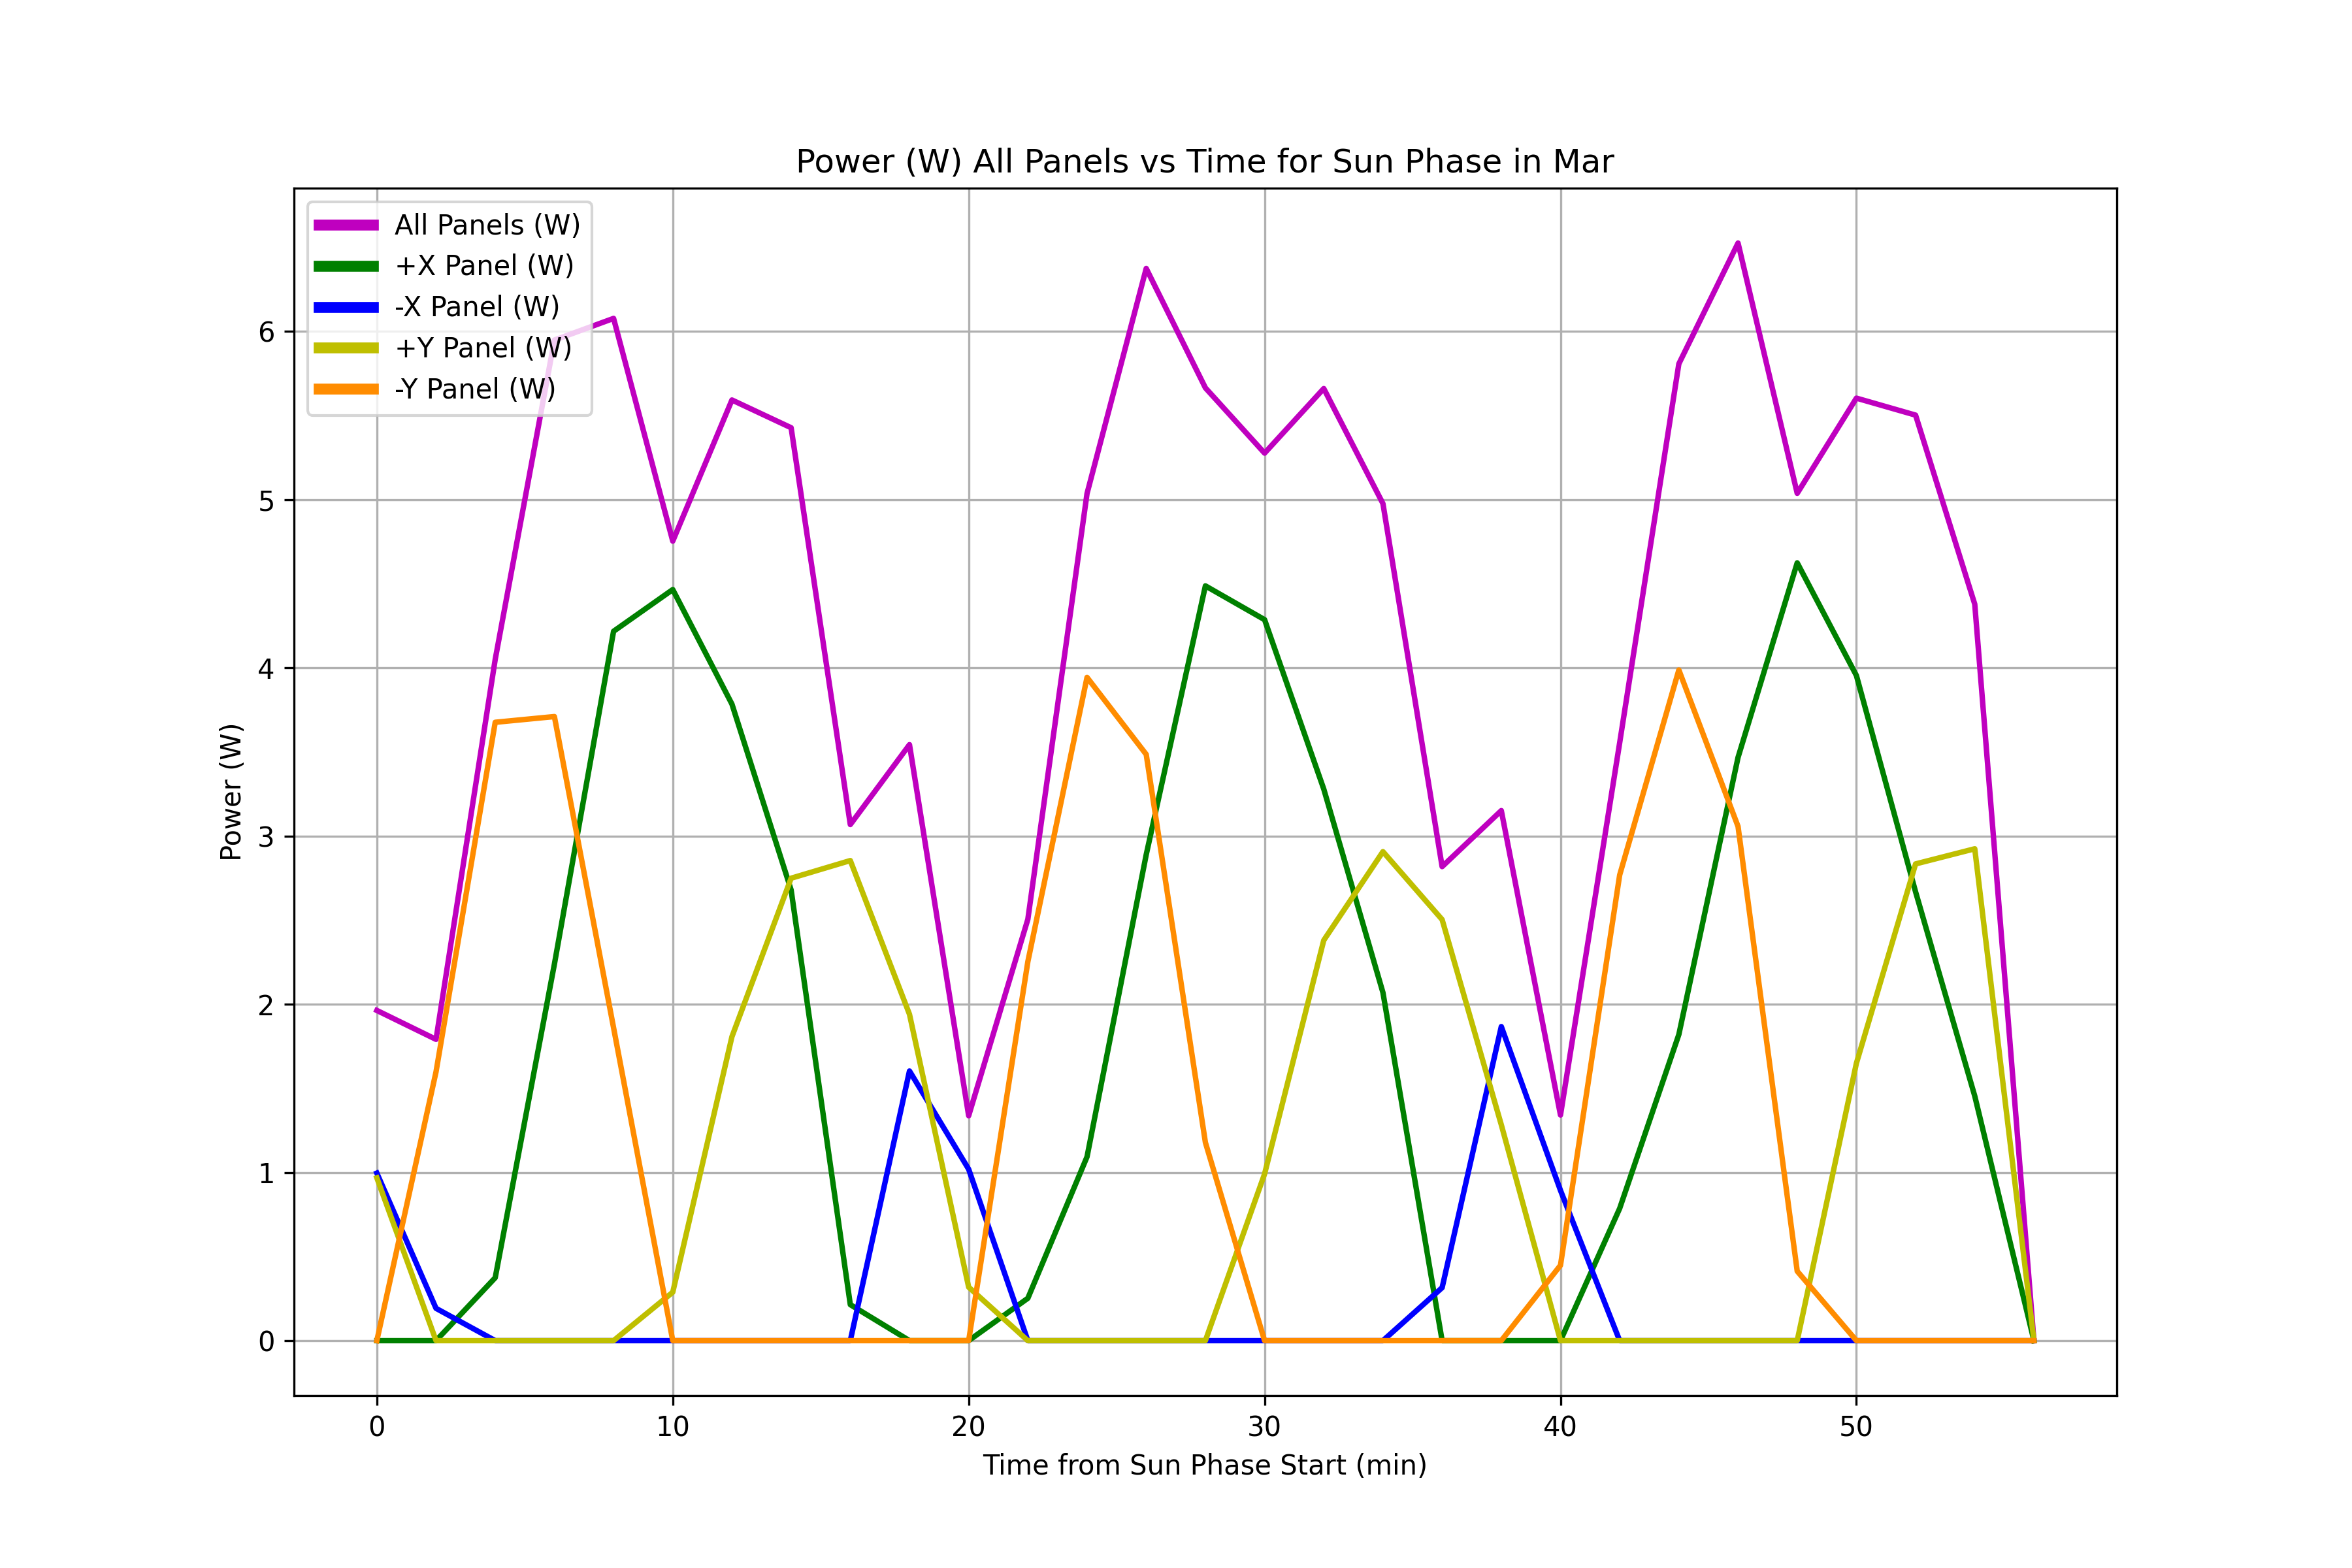 Power (W) All Panels vs Time for Sun Phase in Mar
All Panels (W)
+X Panel (W)
-X Panel (W)
+Y Panel (W)
-Y Panel (W)
6
5
4
3
2
1
0
Power (W)
0 10 20 30 40 50
Time from Sun Phase Start (min)